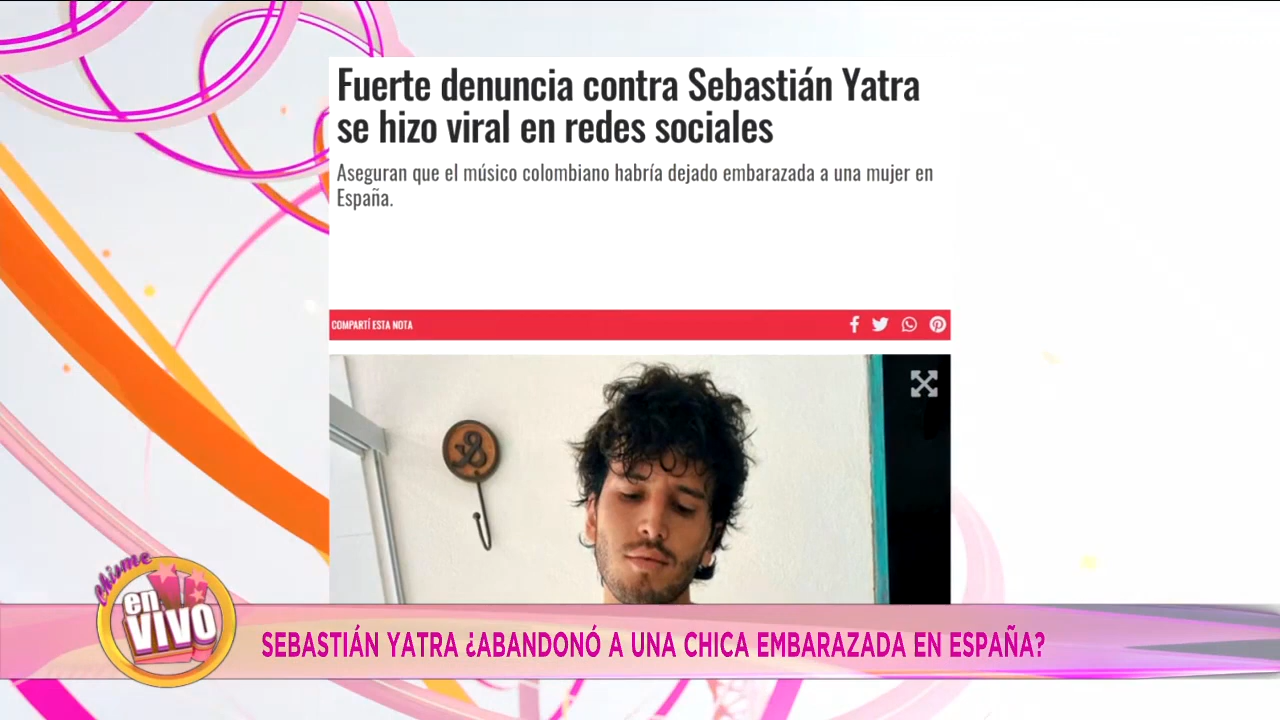 Fuerte denuncia contra Sebastián Yatra
se hizo viral en redes sociales
Aseguran que el músico colombiano habría dejado embarazada a una mujer en
España.
COMPARTÍ ESTA NOTA
chisme
en
VIVO
SEBASTIÁN YATRA ¿ABANDONÓ A UNA CHICA EMBARAZADA EN ESPAÑA?